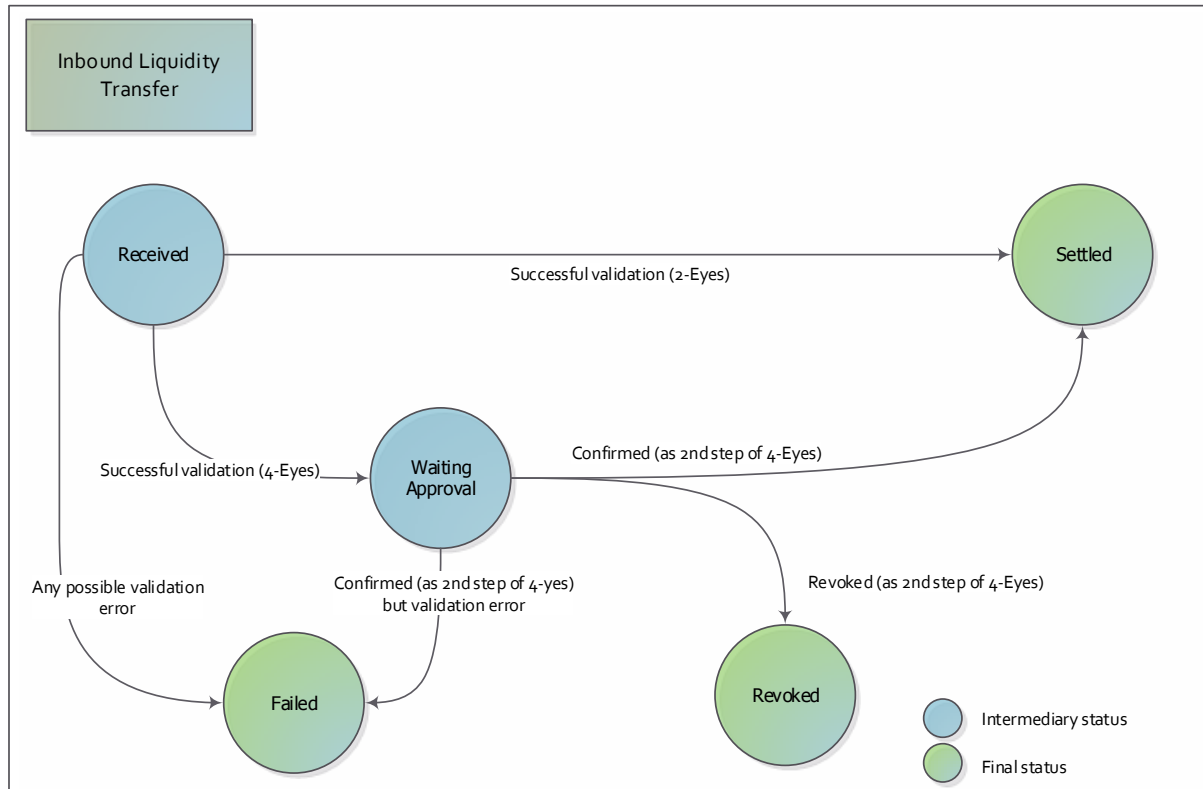 Inbound Liquidity
Transfer
Received
Settled
Successful validation (2-Eyes)
Waiting
Approval
Confirmed (as 2nd step of 4-Eyes)
Successful validation (4-Eyes)
Any possible validation
error
Confirmed (as 2nd step of 4-yes)
but validation error
Revoked (as 2nd step of 4-Eyes)
Failed
Revoked
Intermediary status
Final status